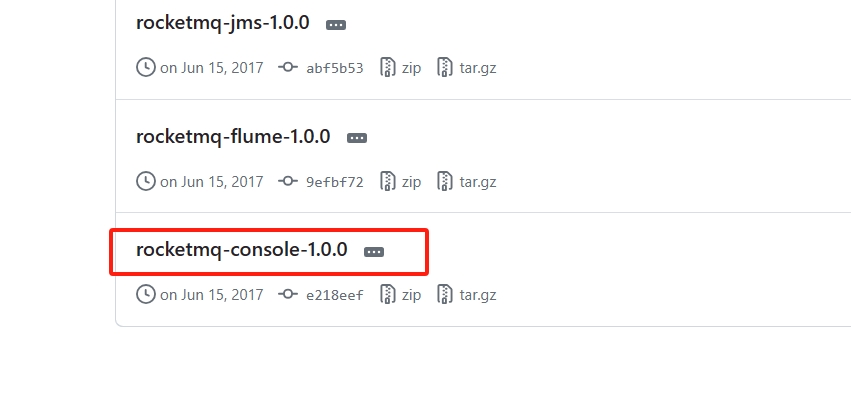 rocketmq-jms-1.0.0
on Jun 15, 2017 abf5b53 zip tar.gz
rocketmq-flume-1.0.0
on Jun 15, 2017 9efbf72 zip tar.gz
rocketmq-console-1.0.0
on Jun 15, 2017 e218eef zip tar.gz